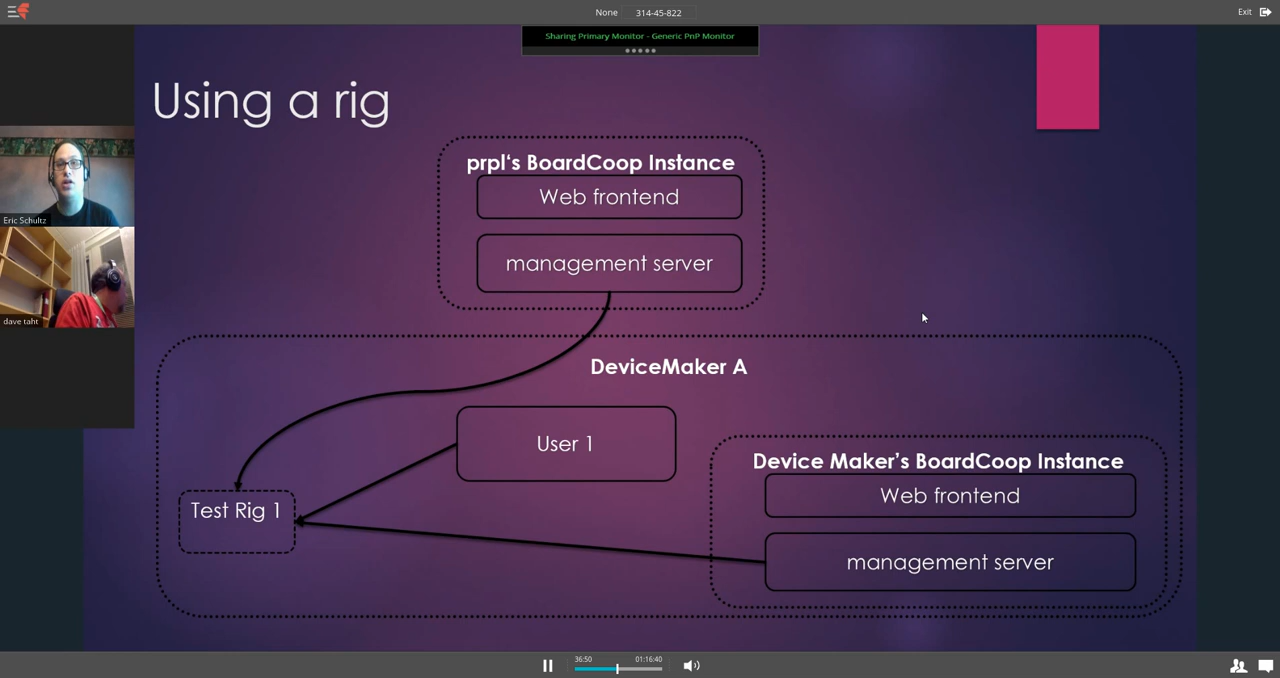 None 314-45-822
Exit
Sharing Primary Monitor - Generic PnP Monitor
Using a rig
prpl‘s BoardCoop Instance
Web frontend
management server
Eric Schultz
dave taht
DeviceMaker A
User 1
Test Rig 1
Device Maker’s BoardCoop Instance
Web frontend
management server
36:50
01:16:40